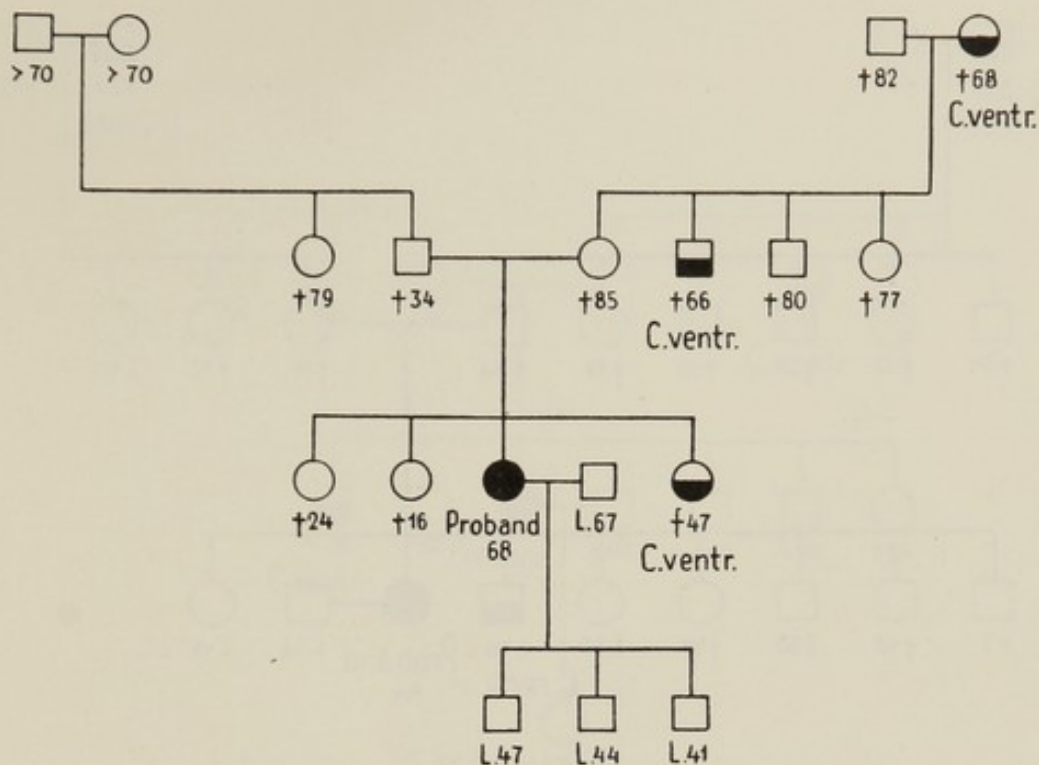 >70 >70 †82 †68
C.ventr.
†79 †34 †85 †66 †80 †77
C.ventr.
†24 †16 Proband L.67 †47
68 C.ventr.
L.47 L.44 L.41